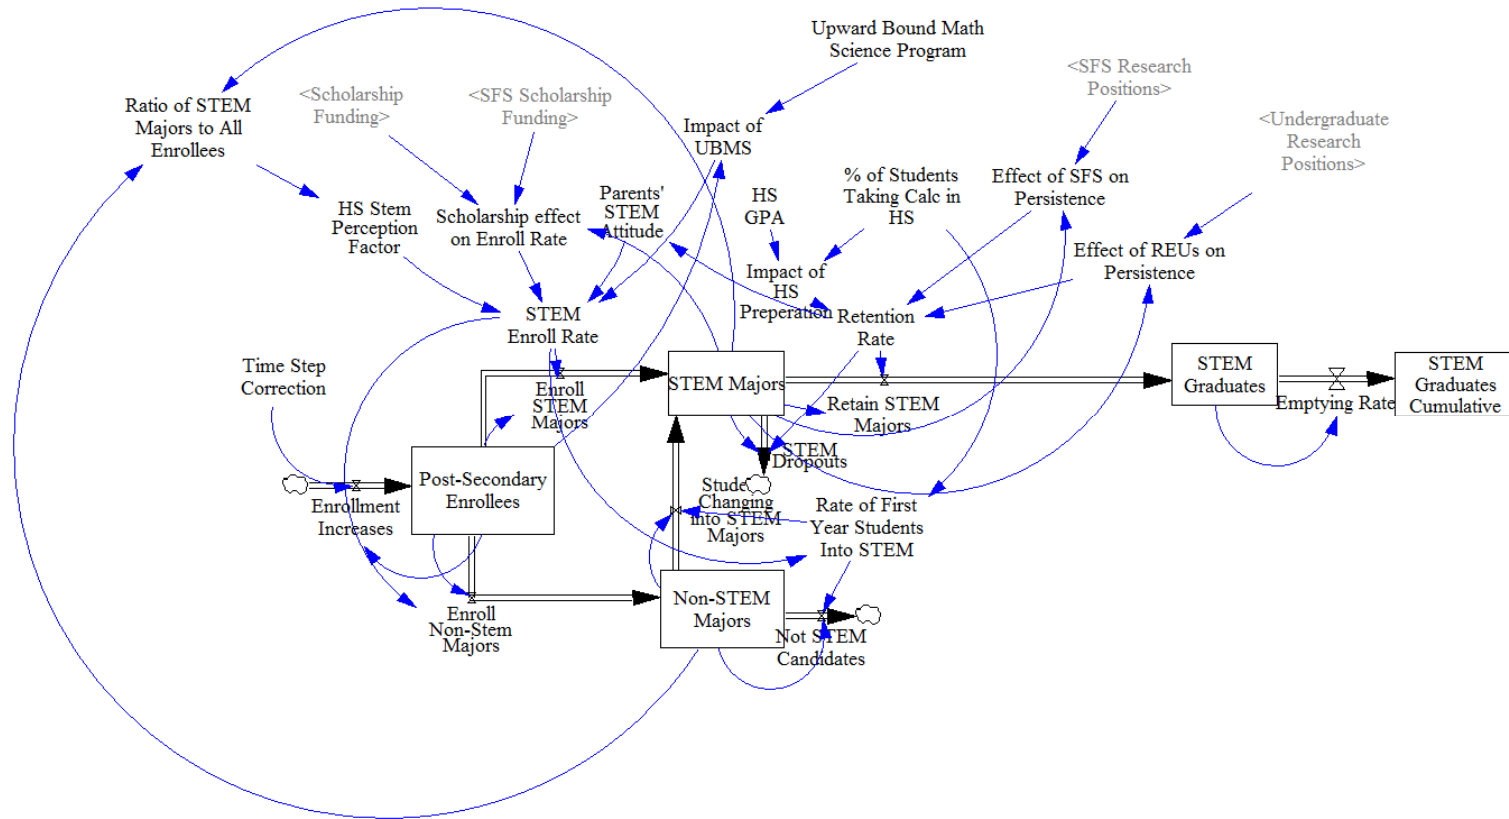 Upward Bound Math
Science Program
<SFS Research
Positions>
<Scholarship
Funding>
<SFS Scholarship
Funding>
Ratio of STEM
Majors to All
Enrollees
Impact of
UBMS
<Undergraduate
Research
Positions>
% of Students
Taking Calc in
HS
Effect of SFS on
Persistence
HS
GPA
Parents'
STEM
Attitude
HS Stem
Perception
Factor
Scholarship effect
on Enroll Rate
Effect of REUs on
Persistence
Impact of
HS
Preperation
Retention
Rate
STEM
Enroll Rate
Time Step
Correction
Enroll
STEM
Majors
STEM Majors
Retain STEM
Majors
STEM
Graduates
Emptying Rate
STEM
Graduates
Cumulative
STEM
Dropouts
Post-Secondary
Enrollees
Enrollment
Increases
Changing
into STEM
Majors
Rate of First
Year Students
Into STEM
Non-STEM
Majors
Enroll
Non-Stem
Majors
Not STEM
Candidates